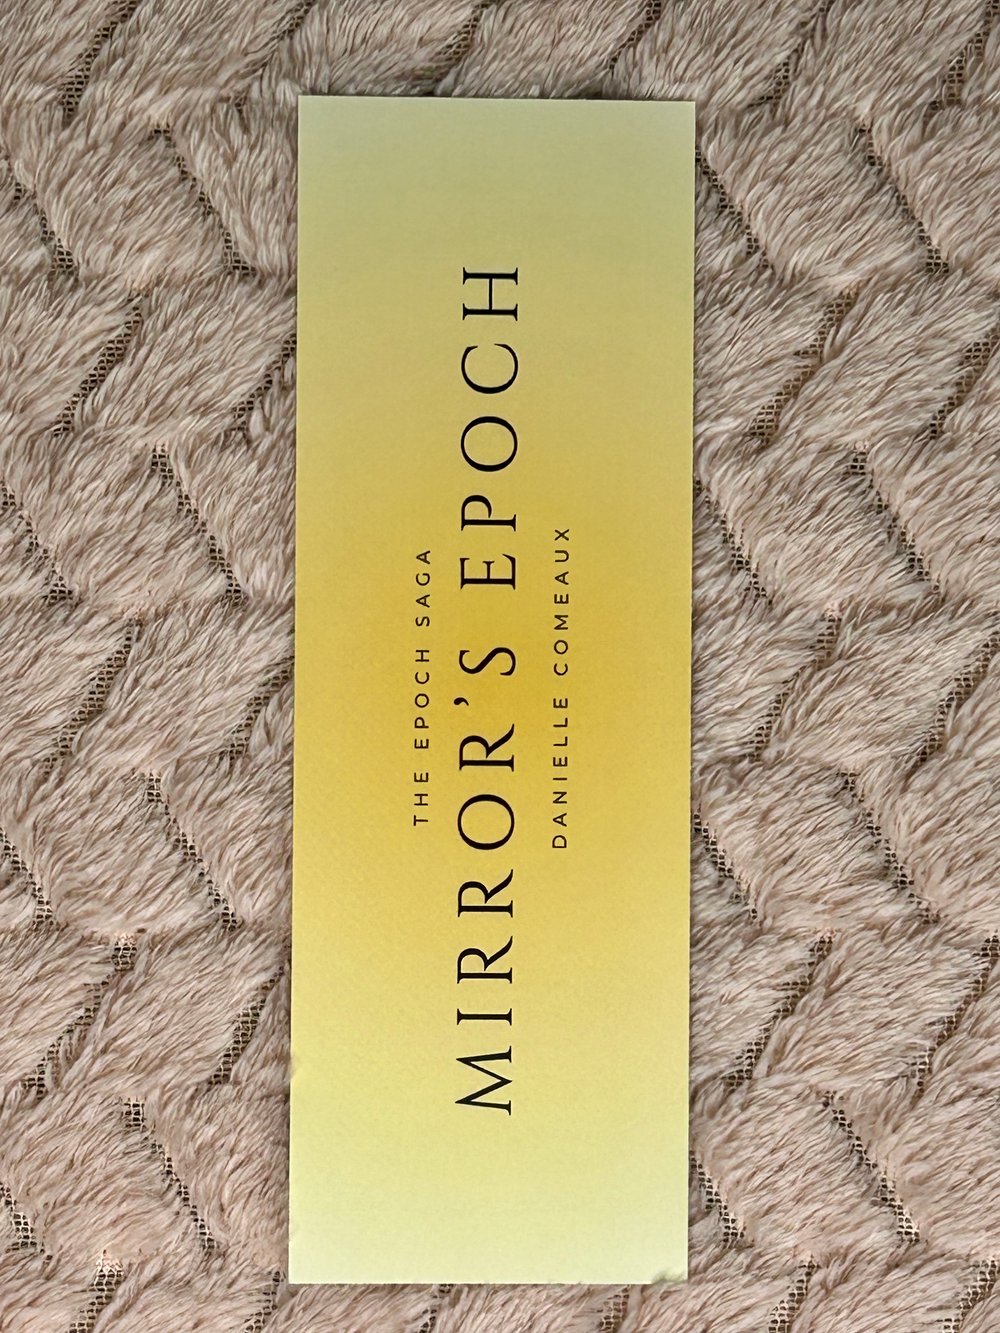 THE EPOCH SAGA
MIRROR'S EPOCH
DANIELLE COMEAUX